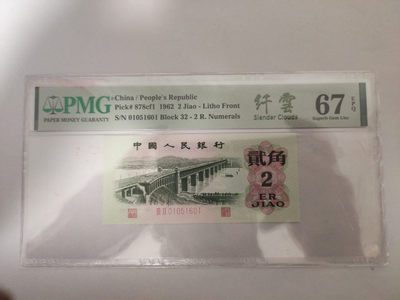 PMG
PAPER MONEY GUARANTY
China / People's Republic
Pick# 878cf1 1962 2 Jiao - Litho Front
S/N 01051601 Block 32 - 2 R. Numerals
纤雲
Slender Clouds
67
EPQ
Superb Gem Unc
中國人民銀行
貳角
2
ER
JIAO
01051601